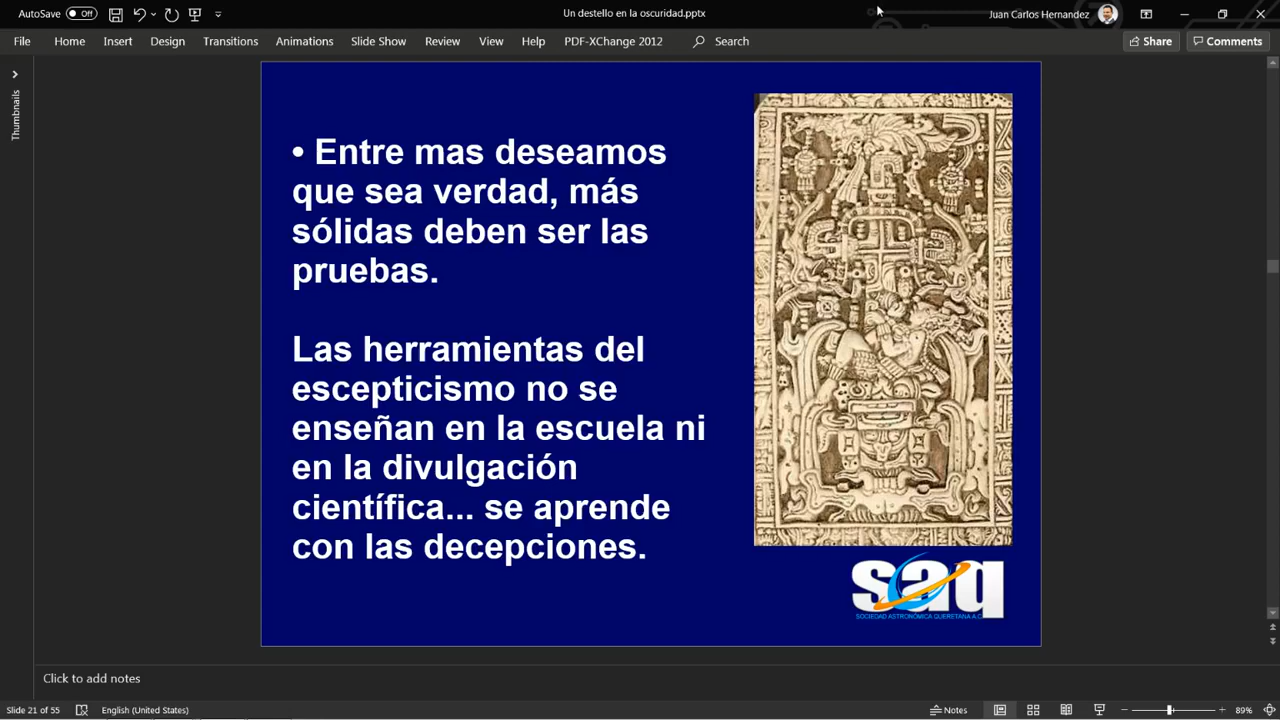 AutoSave
Off
Un destello en la oscuridad.pptx
Juan Carlos Hernandez
File
Home
Insert
Design
Transitions
Animations
Slide Show
Review
View
Help
PDF-XChange 2012
Search
Share
Comments
Thumbnails
• Entre mas deseamos
que sea verdad, más
sólidas deben ser las
pruebas.
Las herramientas del
escepticismo no se
enseñan en la escuela ni
en la divulgación
científica... se aprende
con las decepciones.
saq
SOCIEDAD ASTRONÓMICA QUERETANA A.C.
Click to add notes
Slide 21 of 55
English (United States)
Notes
89%